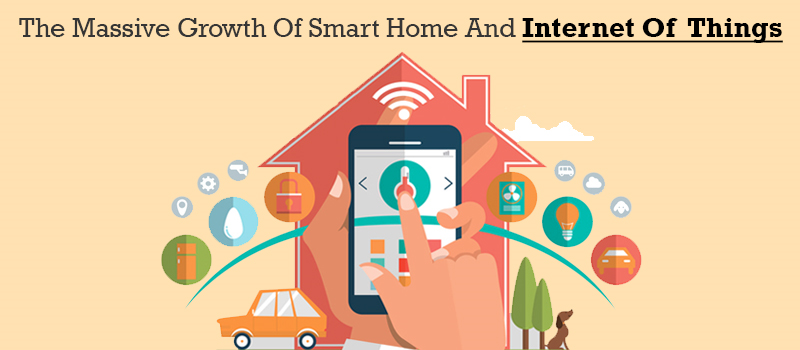 The Massive Growth Of Smart Home And Internet Of Things